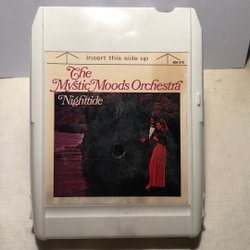 Insert this side up
The
Mystic Moods Orchestra
Nighttide